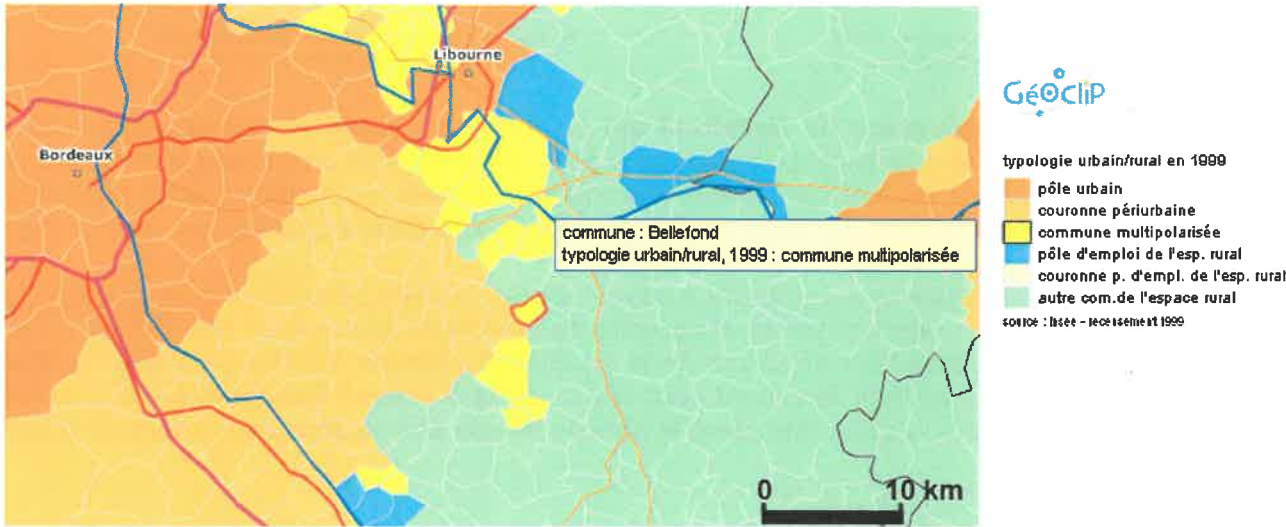 Libourne
Bordeaux
commune : Bellefond
typologie urbain/rural, 1999 : commune multipolarisée
0 10 km
GéOCliP
typologie urbain/rural en 1999
pôle urbain
couronne périurbaine
commune multipolarisée
pôle d'emploi de l'esp. rural
couronne p. d'empl. de l'esp. rural
autre com.de l'espace rural
source : Insee - recensement 1999